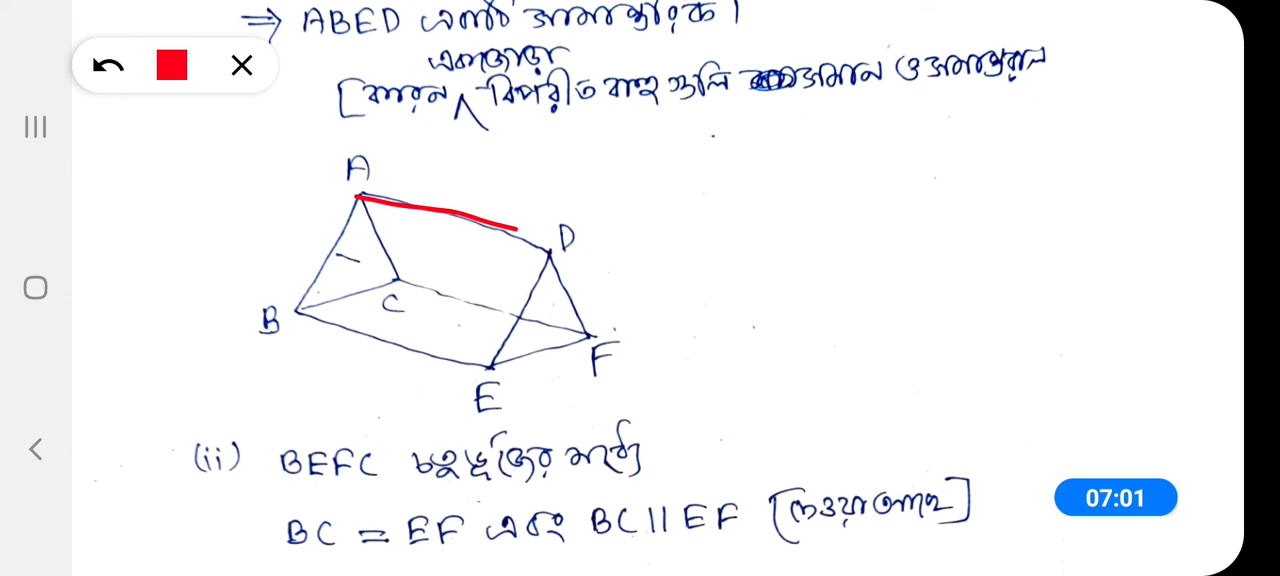 ⇒ ABED একটি সামান্তরিক।
একজোড়া
[কারন ∧ বিপরীত বাহু গুলি সমান ও সমান্তরাল
A
D
C
B
F
E
(ii) BEFC চতুর্ভুজের মধ্যে
BC = EF এবং BC || EF [দেওয়া আছে]
07:01